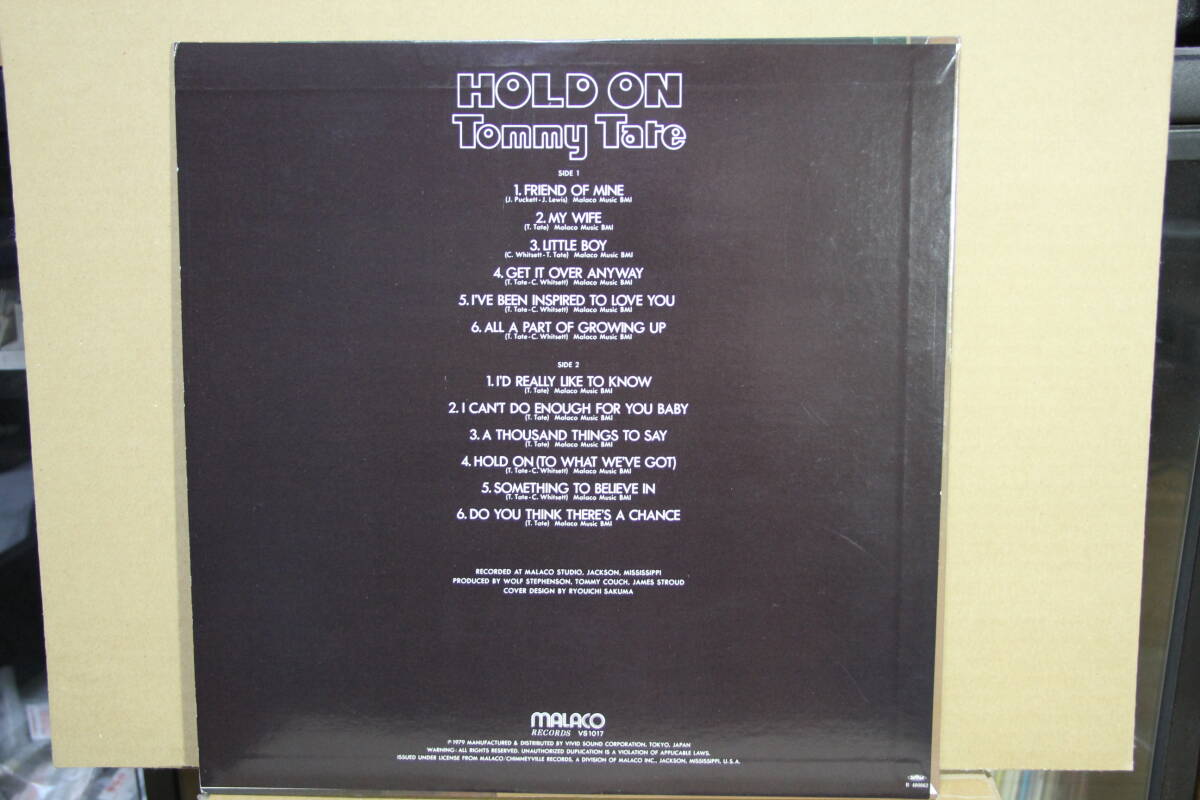 HOLD ON
Tommy Tate
SIDE 1
1. FRIEND OF MINE
(J. Puckett-J. Lewis) Malaco Music BMI
2. MY WIFE
(T. Tate) Malaco Music BMI
3. LITTLE BOY
(C. Whitsett-T. Tate) Malaco Music BMI
4. GET IT OVER ANYWAY
(T. Tate-C. Whitsett) Malaco Music BMI
5. I'VE BEEN INSPIRED TO LOVE YOU
(T. Tate-C. Whitsett) Malaco Music BMI
6. ALL A PART OF GROWING UP
(T. Tate-C. Whitsett) Malaco Music BMI
SIDE 2
1. I'D REALLY LIKE TO KNOW
(T. Tate) Malaco Music BMI
2. I CAN'T DO ENOUGH FOR YOU BABY
(T. Tate) Malaco Music BMI
3. A THOUSAND THINGS TO SAY
(T. Tate) Malaco Music BMI
4. HOLD ON (TO WHAT WE'VE GOT)
(T. Tate-C. Whitsett) Malaco Music BMI
5. SOMETHING TO BELIEVE IN
(T. Tate-C. Whitsett) Malaco Music BMI
6. DO YOU THINK THERE'S A CHANCE
(T. Tate) Malaco Music BMI
RECORDED AT MALACO STUDIO, JACKSON, MISSISSIPPI
PRODUCED BY WOLF STEPHENSON, TOMMY COUCH, JAMES STROUD
COVER DESIGN BY RYOUICHI SAKUMA
MALACO
RECORDS VS1017
℗ 1979 MANUFACTURED & DISTRIBUTED BY VIVID SOUND CORPORATION, TOKYO, JAPAN
WARNING: ALL RIGHTS RESERVED. UNAUTHORIZED DUPLICATION IS A VIOLATION OF APPLICABLE LAWS.
ISSUED UNDER LICENSE FROM MALACO/CHIMNEYVILLE RECORDS, A DIVISION OF MALACO INC., JACKSON, MISSISSIPPI, U.S.A.